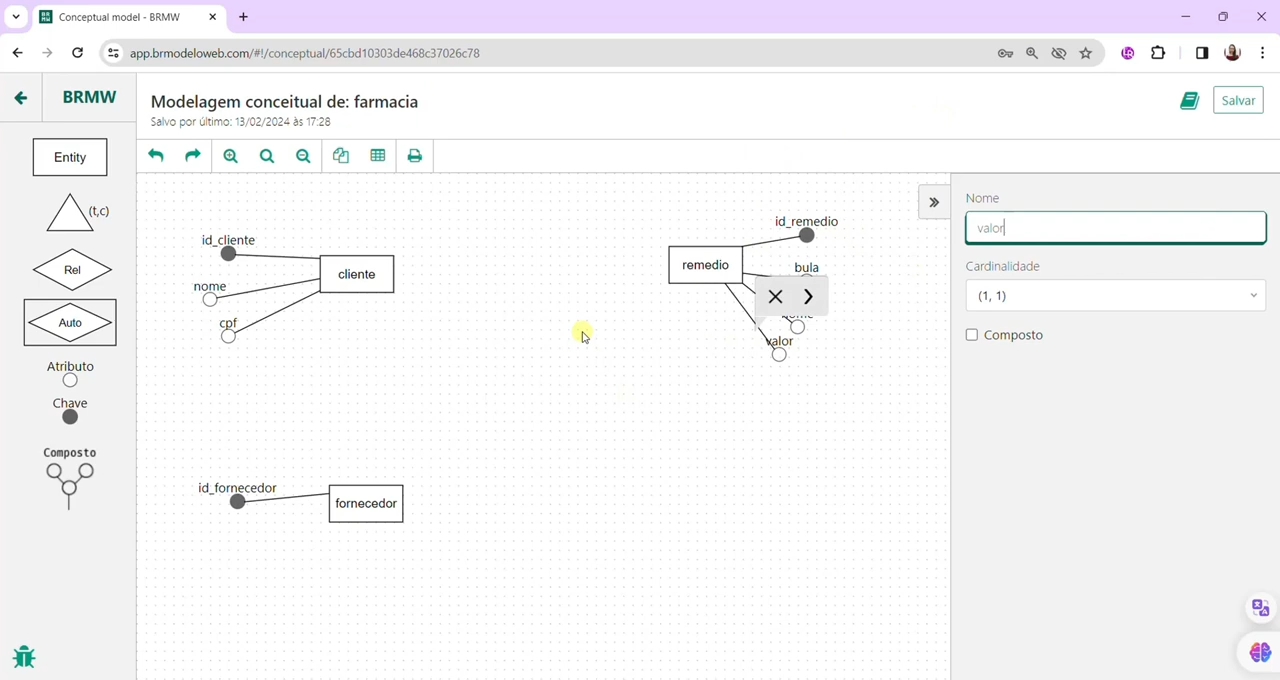 Conceptual model - BRMW
app.brmodeloweb.com/#!/conceptual/65cbd10303de468c37026c78
BRMW
Modelagem conceitual de: farmacia
Salvo por último: 13/02/2024 às 17:28
Salvar
Entity
(t,c)
Rel
Auto
Atributo
Chave
Composto
id_cliente
nome
cpf
cliente
id_fornecedor
fornecedor
remedio
id_remedio
bula
nome
valor
Nome
valor
Cardinalidade
(1, 1)
Composto